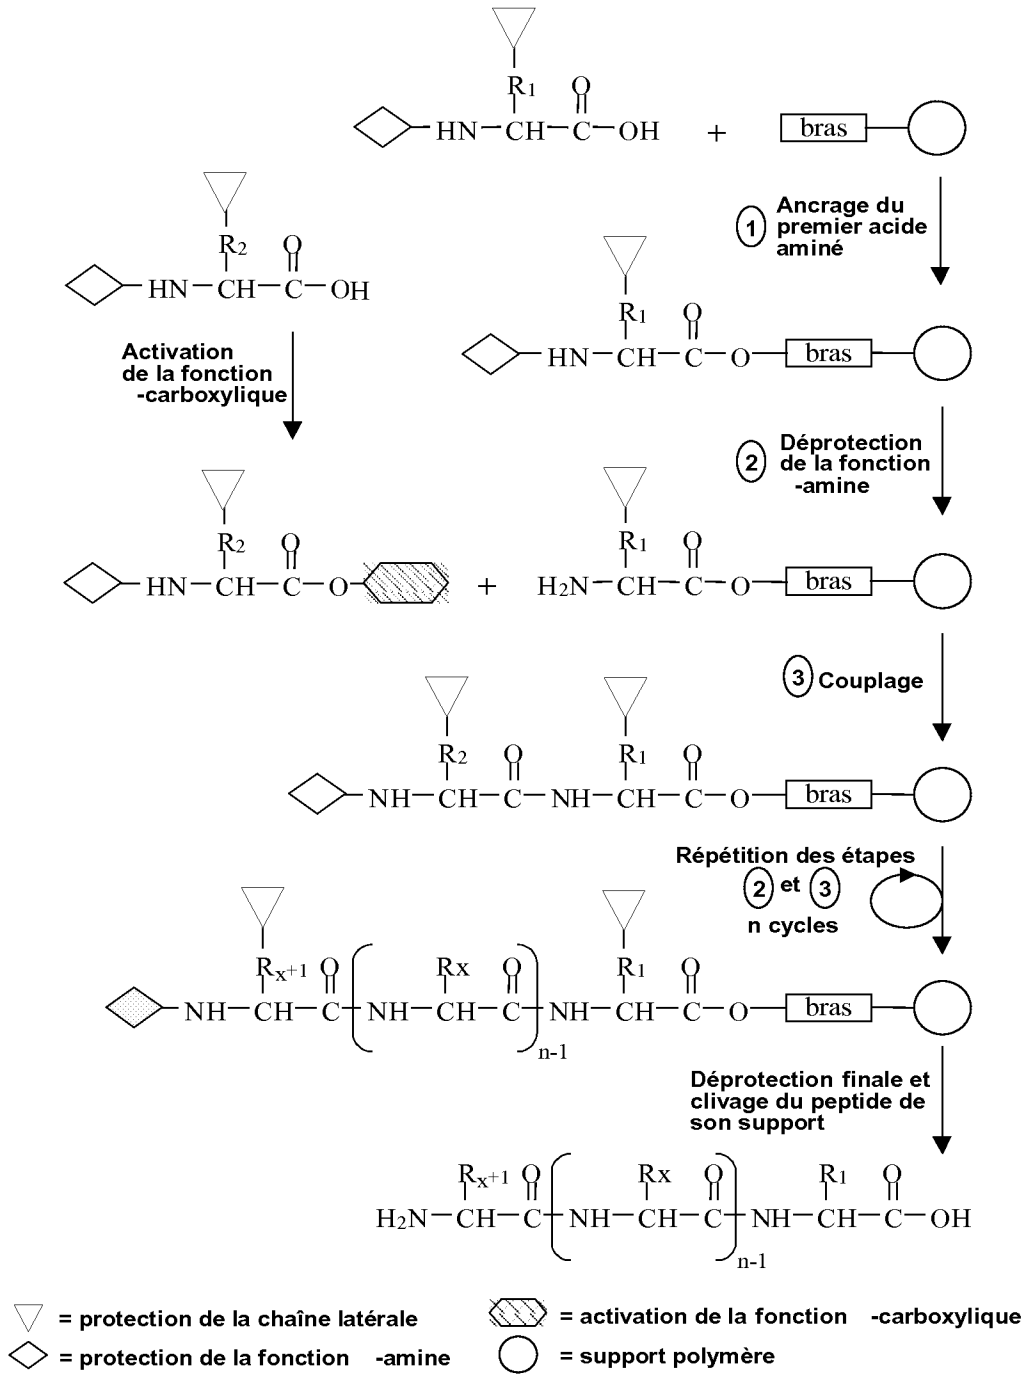 R1 O
HN CH C OH + bras
1 Ancrage du
premier acide
aminé
R2 O
HN CH C OH
R1 O
HN CH C O bras
Activation
de la fonction
-carboxylique
2 Déprotection
de la fonction
-amine
R2 O
HN CH C O +
R1 O
H2N CH C O bras
3 Couplage
R2 O R1 O
NH CH C NH CH C O bras
Répétition des étapes
2 et 3
n cycles
Rx+1 O Rx O R1 O
NH CH C NH CH C NH CH C O bras
n-1
Déprotection finale et
clivage du peptide de
son support
Rx+1 O Rx O R1 O
H2N CH C NH CH C NH CH C OH
n-1
= protection de la chaîne latérale
= activation de la fonction -carboxylique
= protection de la fonction -amine
= support polymère